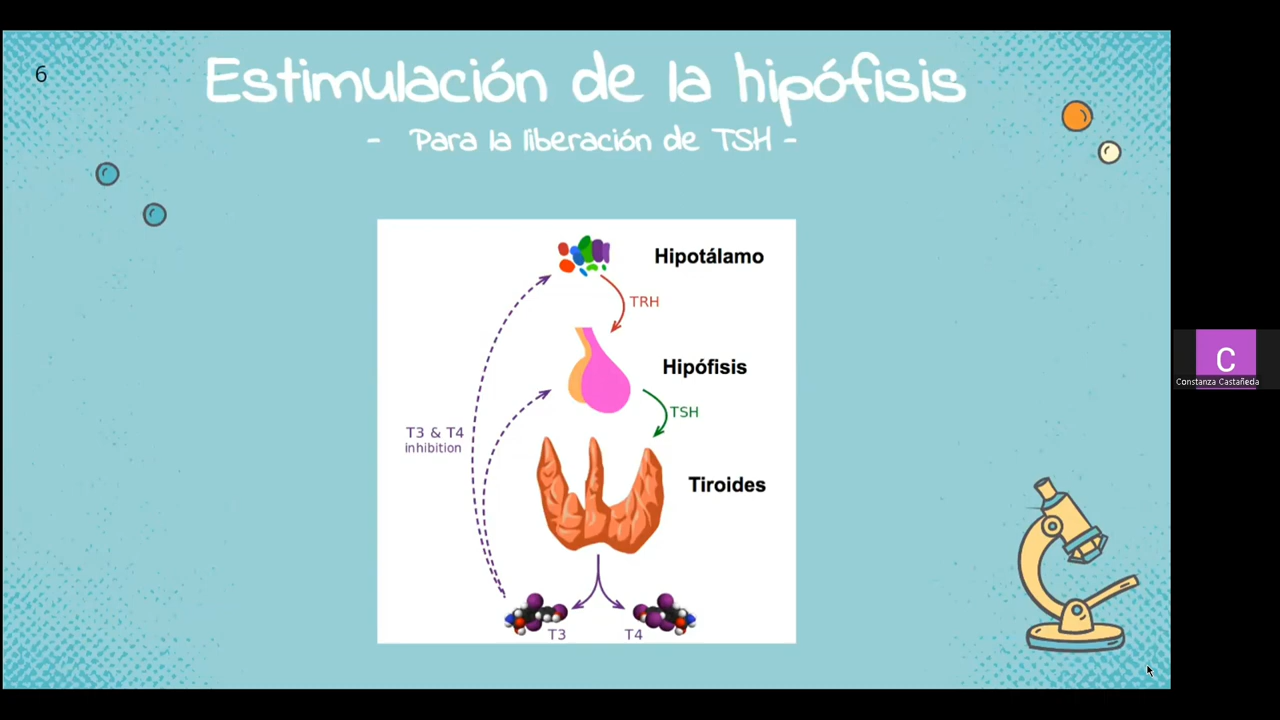 6
Estimulación de la hipófisis
- Para la liberación de TSH -
Hipotálamo
TRH
Hipófisis
TSH
T3 & T4
inhibition
Tiroides
T3
T4
C
Constanza Castañeda